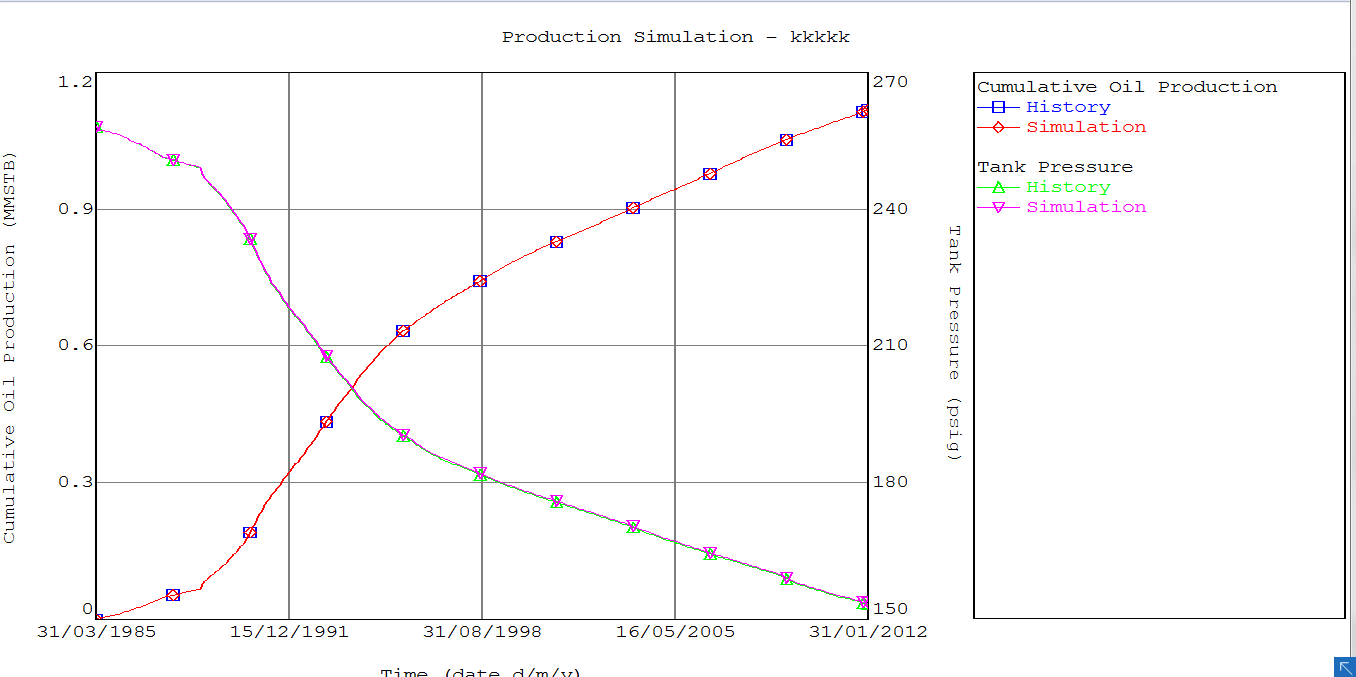 Production Simulation - kkkkk
1.2
0.9
0.6
0.3
0
Cumulative Oil Production (MMSTB)
270
240
210
180
150
Tank Pressure (psig)
31/03/1985
15/12/1991
31/08/1998
16/05/2005
31/01/2012
Time (date d/m/y)
Cumulative Oil Production
History
Simulation
Tank Pressure
History
Simulation